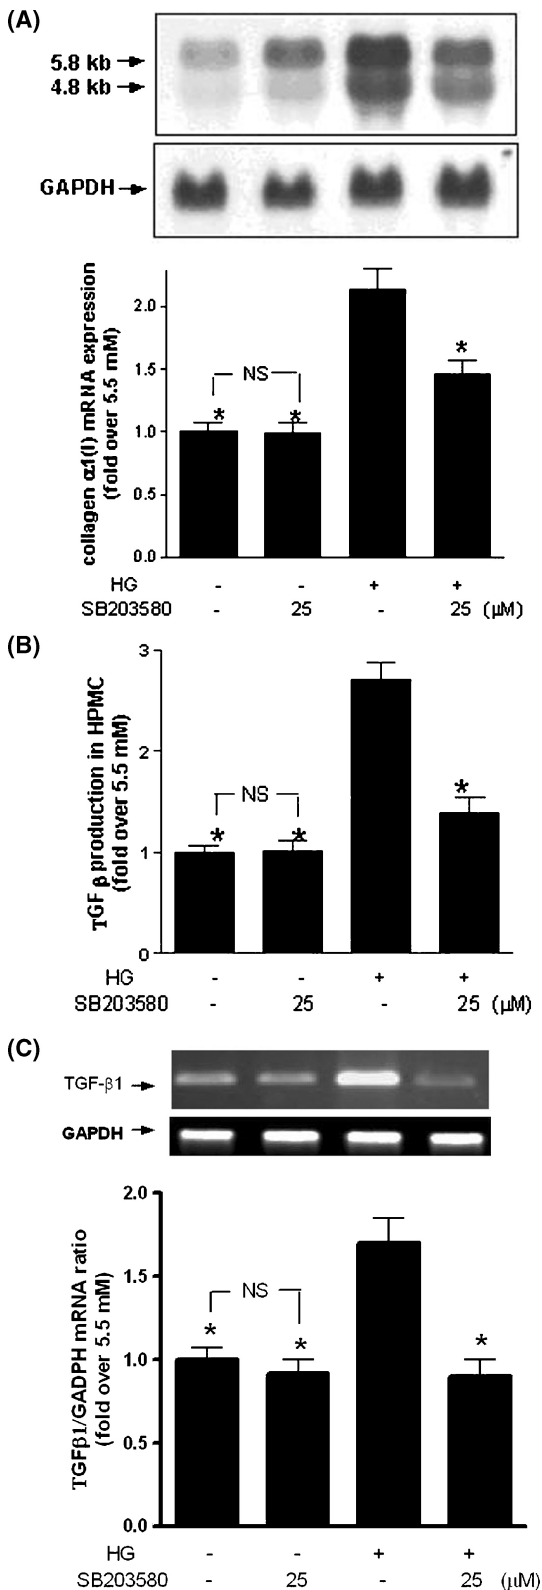 (A)
5.8 kb
4.8 kb
GAPDH
collagen α1(I) mRNA expression
(fold over 5.5 mM)
2.0
1.5
1.0
0.5
0.0
NS
* * *
HG - - + +
SB203580 - 25 - 25 (µM)
(B)
TGF β production in HPMC
(fold over 5.5 mM)
3
2
1
0
NS
* * *
HG - - + +
SB203580 - 25 - 25 (µM)
(C)
TGF-β1
GAPDH
TGFβ1/GADPH mRNA ratio
(fold over 5.5 mM)
2.0
1.5
1.0
0.5
0.0
NS
* * *
HG - - + +
SB203580 - 25 - 25 (µM)